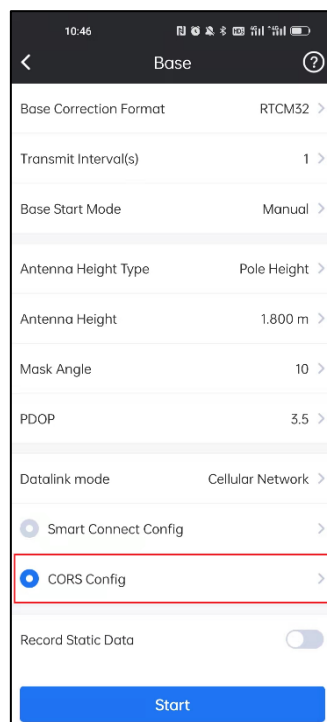 10:46
Base
Base Correction Format RTCM32
Transmit Interval(s) 1
Base Start Mode Manual
Antenna Height Type Pole Height
Antenna Height 1.800 m
Mask Angle 10
PDOP 3.5
Datalink mode Cellular Network
Smart Connect Config
CORS Config
Record Static Data
Start